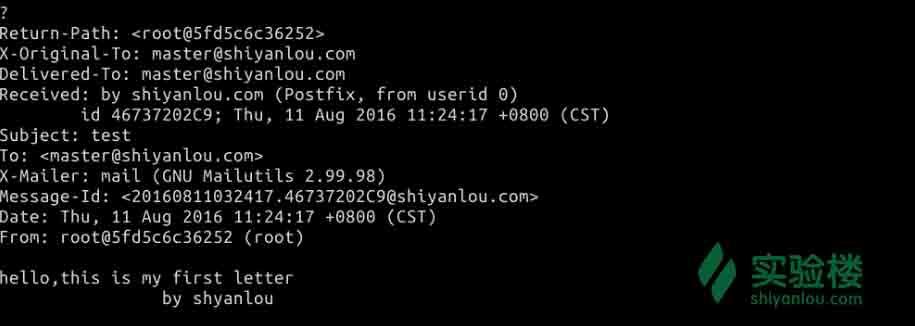 ?
Return-Path: <root@5fd5c6c36252>
X-Original-To: master@shiyanlou.com
Delivered-To: master@shiyanlou.com
Received: by shiyanlou.com (Postfix, from userid 0)
        id 46737202C9; Thu, 11 Aug 2016 11:24:17 +0800 (CST)
Subject: test
To: <master@shiyanlou.com>
X-Mailer: mail (GNU Mailutils 2.99.98)
Message-Id: <20160811032417.46737202C9@shiyanlou.com>
Date: Thu, 11 Aug 2016 11:24:17 +0800 (CST)
From: root@5fd5c6c36252 (root)

hello,this is my first letter
                by shyanlou
实验楼
shiyanlou.com